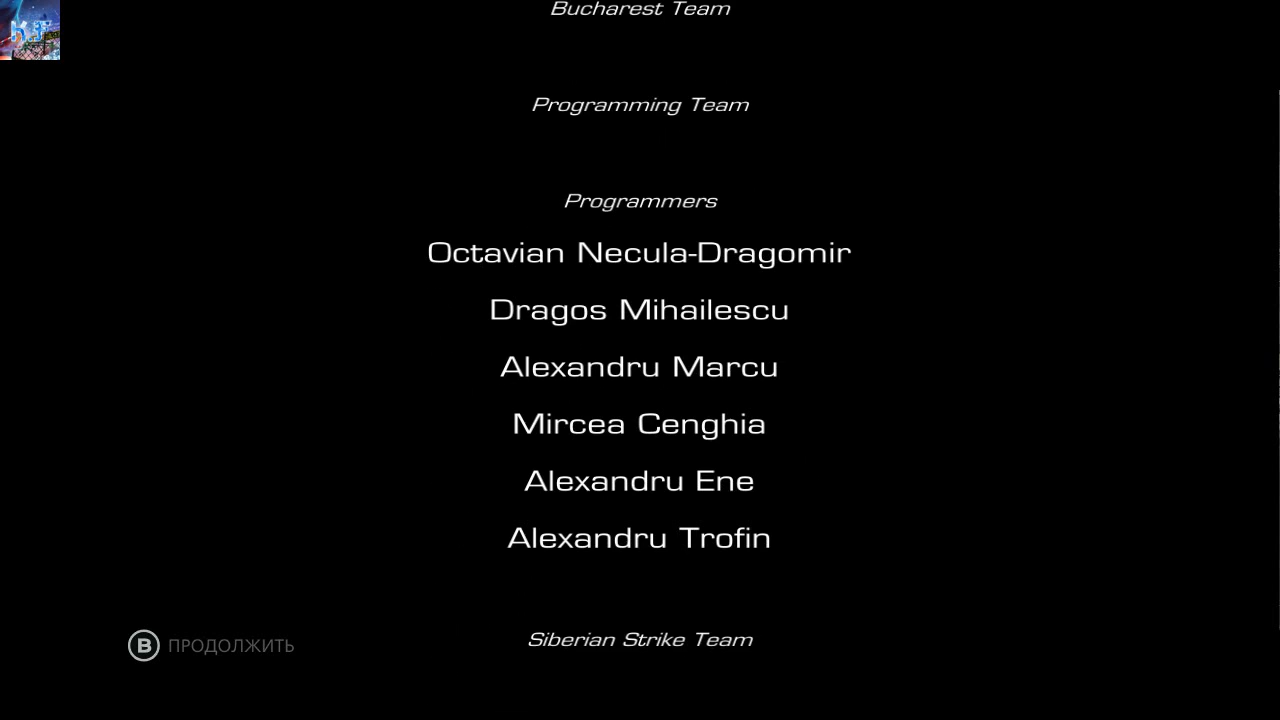 Bucharest Team
Programming Team
Programmers
Octavian Necula-Dragomir
Dragos Mihailescu
Alexandru Marcu
Mircea Cenghia
Alexandru Ene
Alexandru Trofin
B ПРОДОЛЖИТЬ
Siberian Strike Team